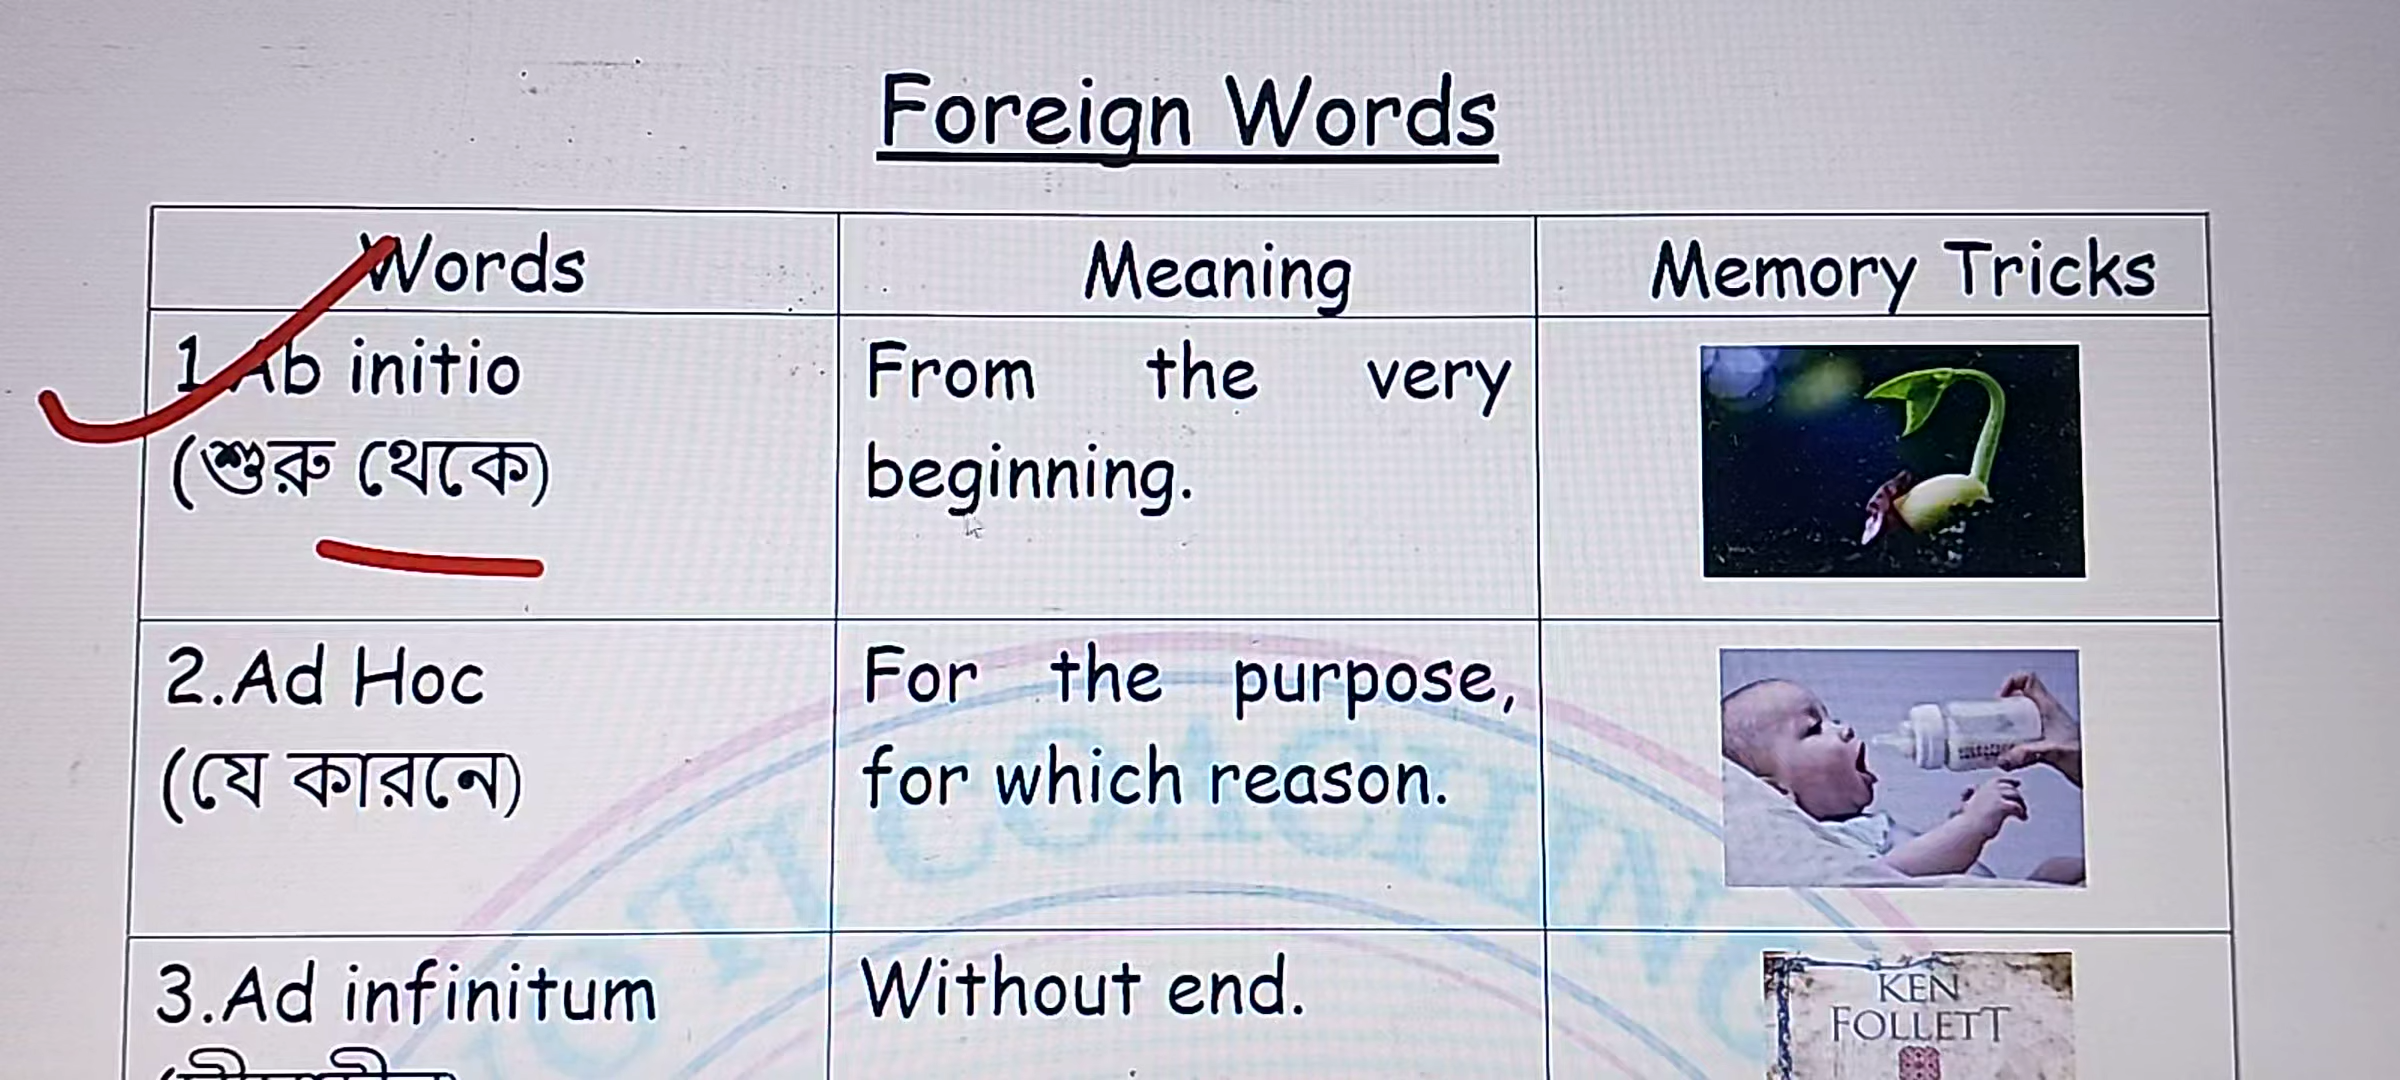 Foreign Words
Words Meaning Memory Tricks
1.Ab initio
(শুরু থেকে)
From the very
beginning.
2.Ad Hoc
(যে কারনে)
For the purpose,
for which reason.
3.Ad infinitum
Without end.
KEN
FOLLETT
COACHING